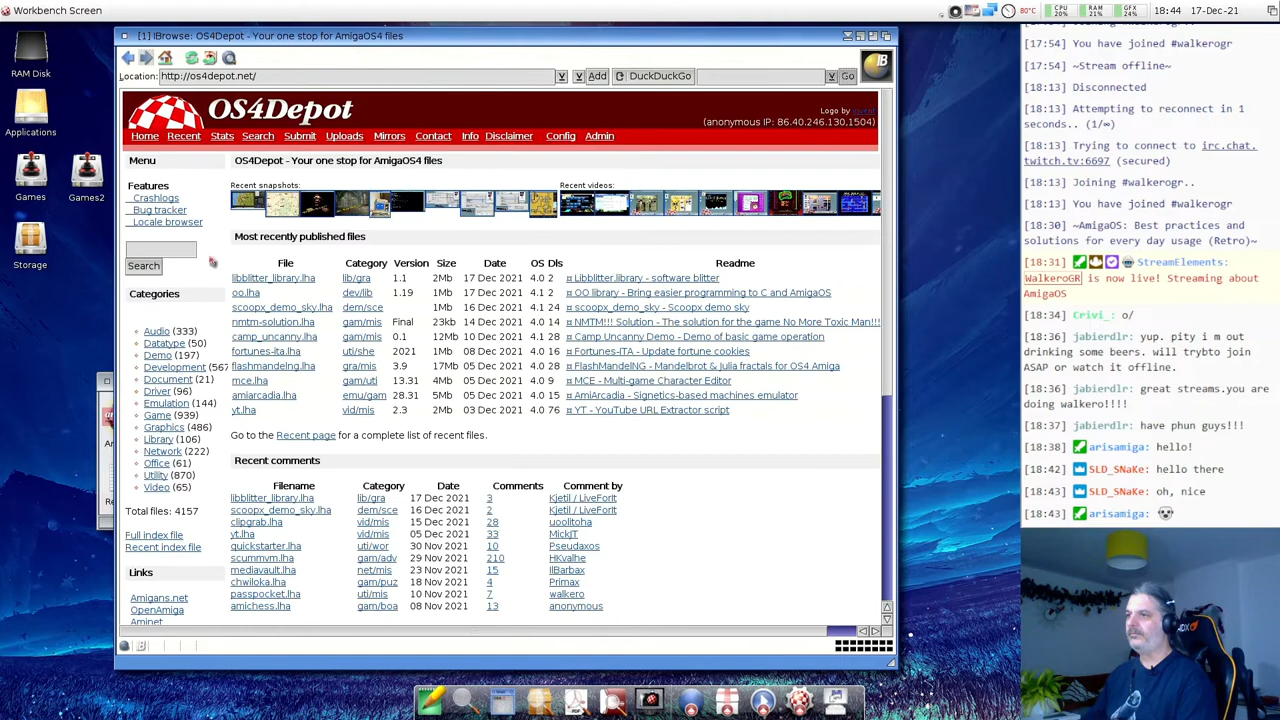 Workbench Screen
80°C
CPU
20%
RAM
21%
GFX
24%
18:44 17-Dec-21
RAM Disk
Applications
Games
Games2
Storage
[1] IBrowse: OS4Depot - Your one stop for AmigaOS4 files
Location: http://os4depot.net/
Add
DuckDuckGo
Go
OS4Depot
Logo by
(anonymous IP: 86.40.246.130,1504)
Home Recent Stats Search Submit Uploads Mirrors Contact Info Disclaimer Config Admin
Menu
Features
Crashlogs
Bug tracker
Locale browser
Search
Categories
Audio (333)
Datatype (50)
Demo (197)
Development (567
Document (21)
Driver (96)
Emulation (144)
Game (939)
Graphics (486)
Library (106)
Network (222)
Office (61)
Utility (870)
Video (65)
Total files: 4157
Full index file
Recent index file
Links
Amigans.net
OpenAmiga
Aminet
OS4Depot - Your one stop for AmigaOS4 files
Recent snapshots: Recent videos:
Most recently published files
File Category Version Size Date OS Dls Readme
libblitter_library.lha lib/gra 1.1 2Mb 17 Dec 2021 4.0 2 ¤ Libblitter.library - software blitter
oo.lha dev/lib 1.19 1Mb 17 Dec 2021 4.1 2 ¤ OO library - Bring easier programming to C and AmigaOS
scoopx_demo_sky.lha dem/sce 1Mb 16 Dec 2021 4.1 24 ¤ scoopx_demo_sky - Scoopx demo sky
nmtm-solution.lha gam/mis Final 23kb 14 Dec 2021 4.0 24 ¤ NMTM!!! Solution - The solution for the game No More Toxic Man!!!
camp_uncanny.lha gam/mis 0.1 12Mb 10 Dec 2021 4.1 28 ¤ Camp Uncanny Demo - Demo of basic game operation
fortunes-ita.lha uti/she 2021 1Mb 08 Dec 2021 4.0 16 ¤ Fortunes-ITA - Update fortune cookies
flashmandelng.lha gra/mis 3.9 17Mb 05 Dec 2021 4.0 28 ¤ FlashMandelNG - Mandelbrot & Julia fractals for OS4 Amiga
mce.lha gam/uti 13.31 4Mb 05 Dec 2021 4.0 9 ¤ MCE - Multi-game Character Editor
amiarcadia.lha emu/gam 28.31 5Mb 04 Dec 2021 4.0 15 ¤ AmiArcadia - Signetics-based machines emulator
yt.lha vid/mis 2.3 2Mb 03 Dec 2021 4.0 76 ¤ YT - YouTube URL Extractor script
Go to the Recent page for a complete list of recent files.
Recent comments
Filename Category Date Comments Comment by
libblitter_library.lha lib/gra 17 Dec 2021 3 Kjetil / LiveForIt
scoopx_demo_sky.lha dem/sce 16 Dec 2021 2 Kjetil / LiveForIt
clipgrab.lha vid/mis 15 Dec 2021 28 uoolitoha
yt.lha vid/mis 05 Dec 2021 33 MickJT
quickstarter.lha uti/wor 30 Nov 2021 10 Pseudaxos
scummvm.lha gam/adv 29 Nov 2021 210 HKvalhe
mediavault.lha net/mis 23 Nov 2021 15 IlBarbax
chwiloka.lha gam/puz 18 Nov 2021 4 Primax
passpocket.lha uti/mis 10 Nov 2021 7 walkero
amichess.lha gam/boa 08 Nov 2021 13 anonymous
[17:54] You have joined #walkerogr
[17:54] ~Stream offline~
[18:13] Disconnected
[18:13] Attempting to reconnect in 1
seconds.. (1/∞)
[18:13] Trying to connect to irc.chat.
twitch.tv:6697 (secured)
[18:13] Joining #walkerogr..
[18:13] You have joined #walkerogr
[18:30] ~AmigaOS: Best practices and
solutions for every day usage (Retro)~
[18:31] StreamElements:
WalkeroGR is now live! Streaming about
AmigaOS
[18:34] Crivi_: o/
[18:36] jabierdlr: yup. pity i m out
drinking some beers. will trybto join
ASAP or watch it offline.
[18:36] jabierdlr: great streams.you are
doing walkero!!!!
[18:37] jabierdlr: have phun guys!!!
[18:38] arisamiga: hello!
[18:42] SLD_SNaKe: hello there
[18:43] SLD_SNaKe: oh, nice
[18:43] arisamiga: